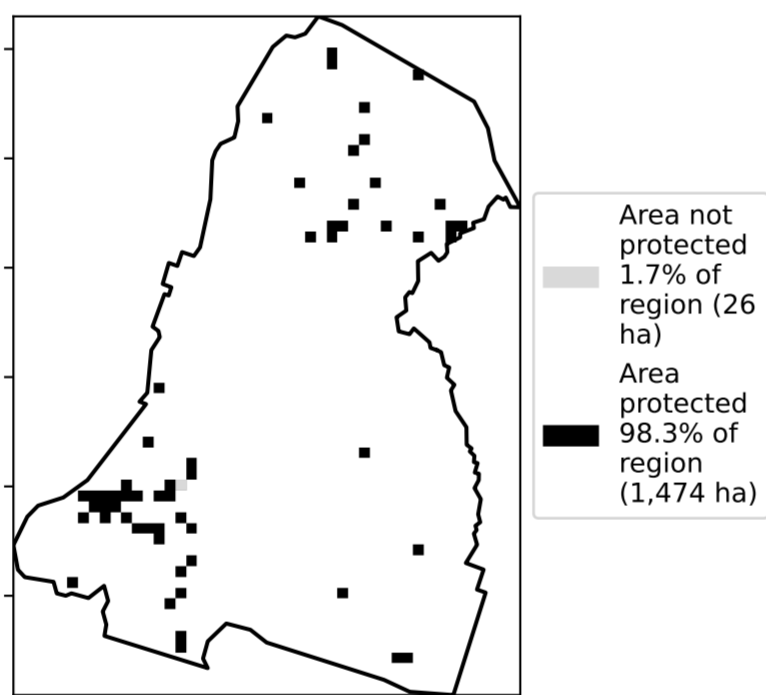 Area not
protected
1.7% of
region (26
ha)
Area
protected
98.3% of
region
(1,474 ha)